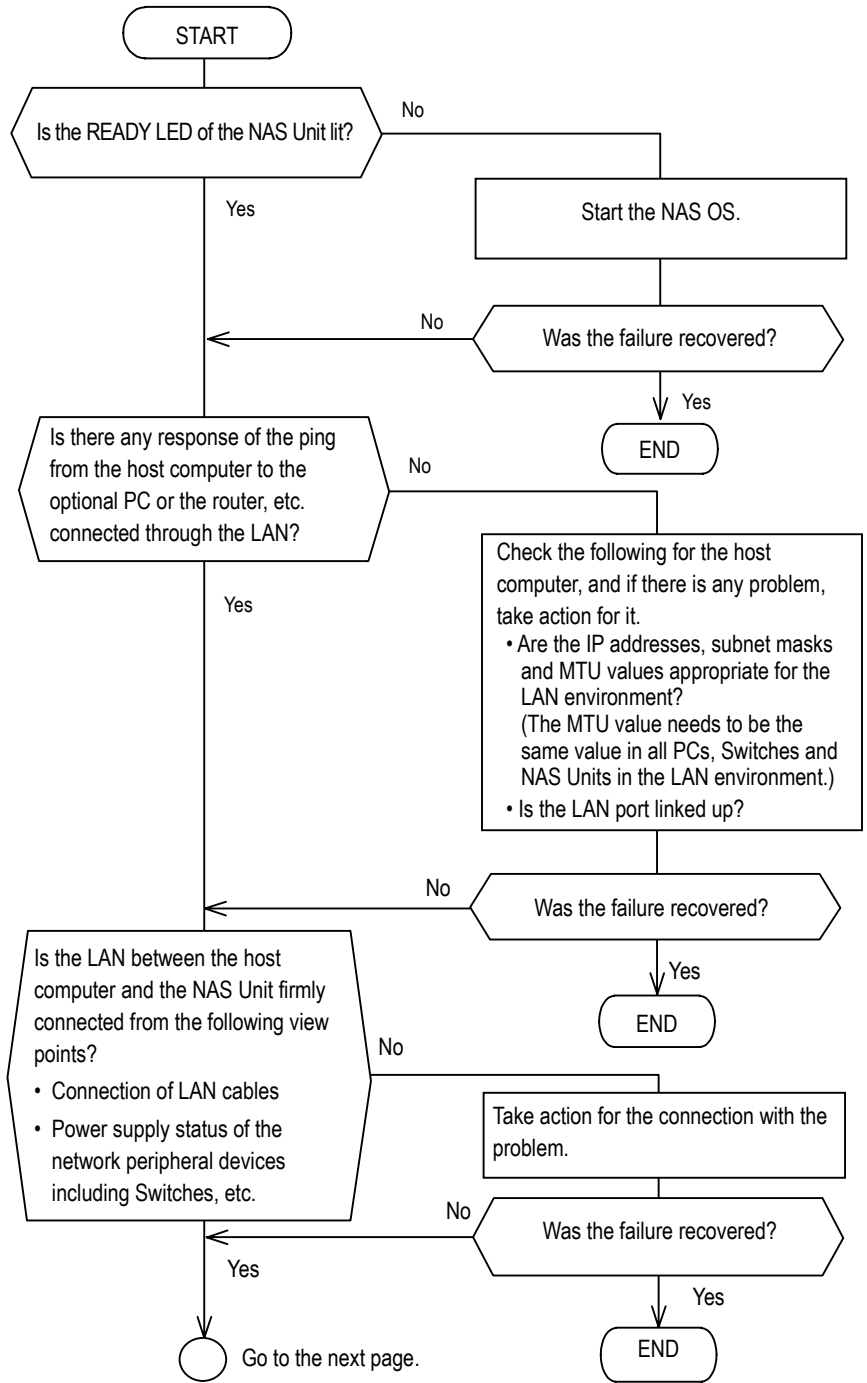 START
Is the READY LED of the NAS Unit lit?
No
Yes
Start the NAS OS.
No
Was the failure recovered?
Yes
END
Is there any response of the ping
from the host computer to the
optional PC or the router, etc.
connected through the LAN?
No
Yes
Check the following for the host
computer, and if there is any problem,
take action for it.
• Are the IP addresses, subnet masks
and MTU values appropriate for the
LAN environment?
(The MTU value needs to be the
same value in all PCs, Switches and
NAS Units in the LAN environment.)
• Is the LAN port linked up?
No
Was the failure recovered?
Yes
END
Is the LAN between the host
computer and the NAS Unit firmly
connected from the following view
points?
• Connection of LAN cables
• Power supply status of the
network peripheral devices
including Switches, etc.
No
Take action for the connection with the
problem.
No
Was the failure recovered?
Yes
Yes
END
Go to the next page.